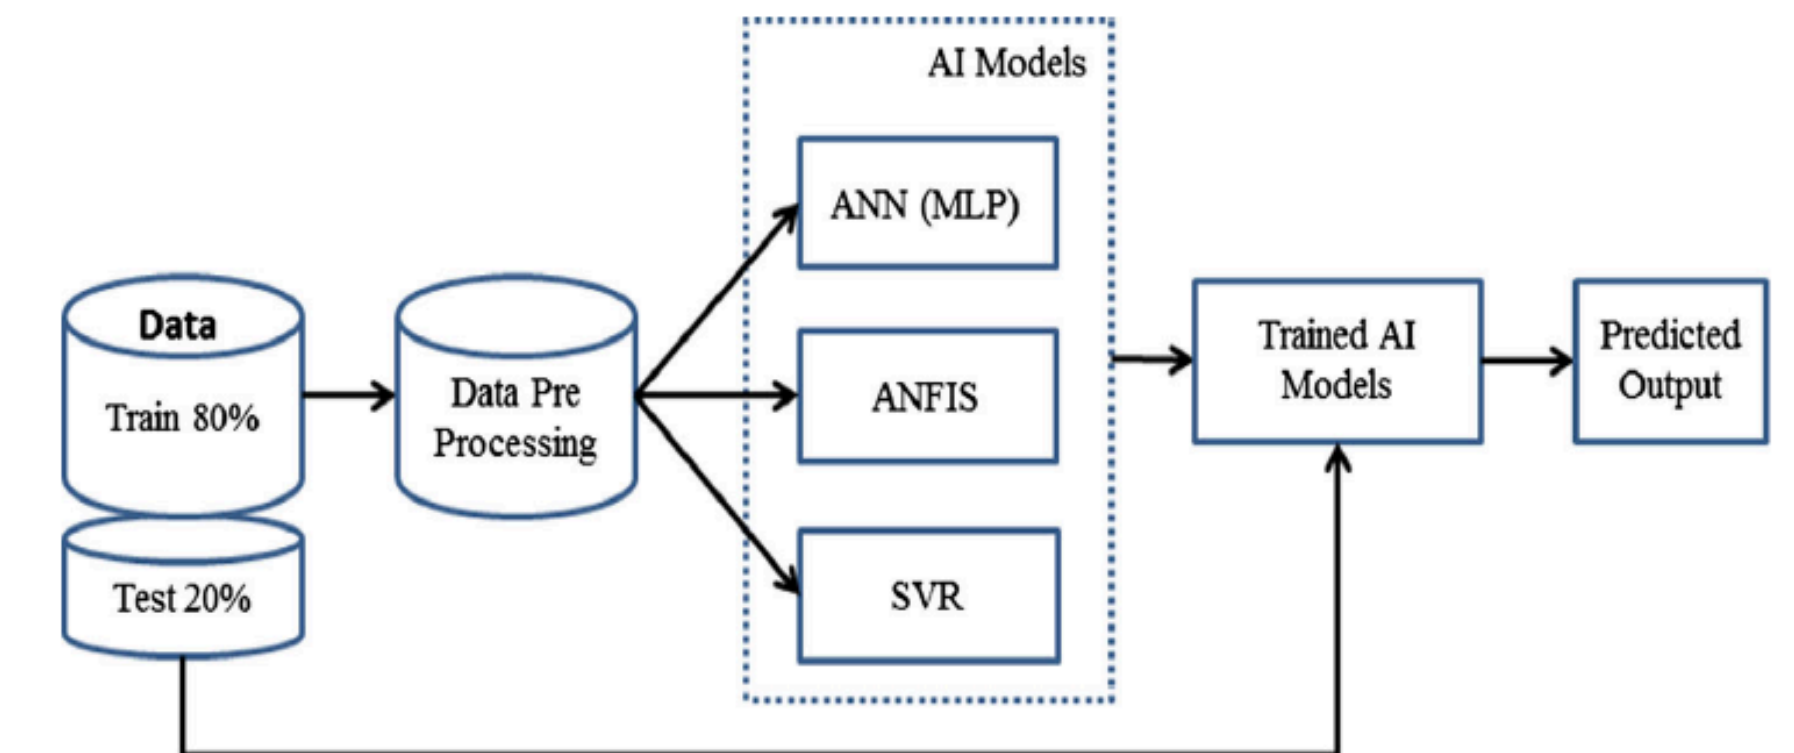 AI Models
ANN (MLP)
Data
Train 80%
Test 20%
Data Pre
Processing
ANFIS
SVR
Trained AI
Models
Predicted
Output